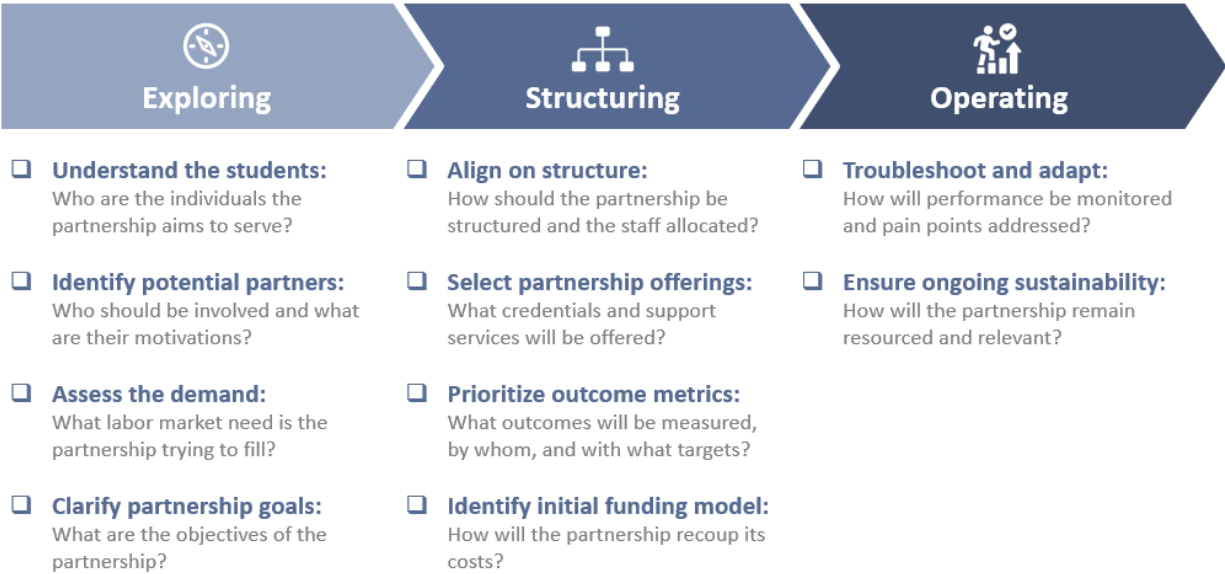 Exploring
Structuring
Operating
Understand the students:
Who are the individuals the
partnership aims to serve?
Identify potential partners:
Who should be involved and what
are their motivations?
Assess the demand:
What labor market need is the
partnership trying to fill?
Clarify partnership goals:
What are the objectives of the
partnership?
Align on structure:
How should the partnership be
structured and the staff allocated?
Select partnership offerings:
What credentials and support
services will be offered?
Prioritize outcome metrics:
What outcomes will be measured,
by whom, and with what targets?
Identify initial funding model:
How will the partnership recoup its
costs?
Troubleshoot and adapt:
How will performance be monitored
and pain points addressed?
Ensure ongoing sustainability:
How will the partnership remain
resourced and relevant?